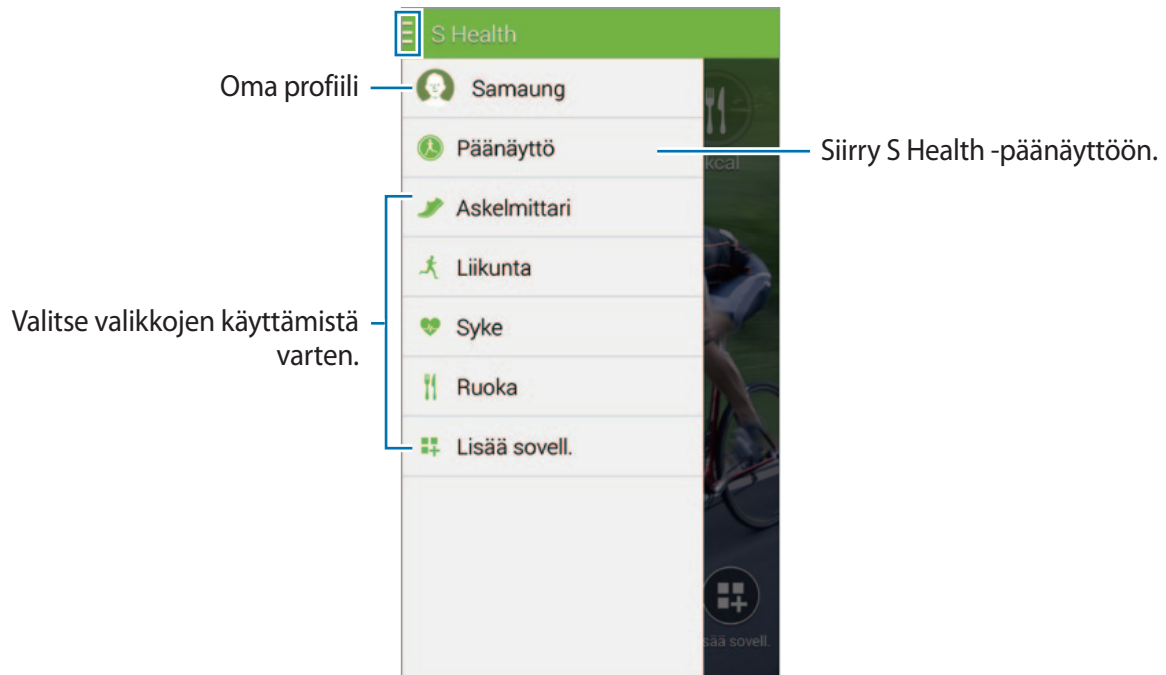 S Health
Oma profiili
Samaung
Päänäyttö
kcal
Siirry S Health -päänäyttöön.
Askelmittari
Liikunta
Valitse valikkojen käyttämistä
varten.
Syke
Ruoka
Lisää sovell.
sää sovell.